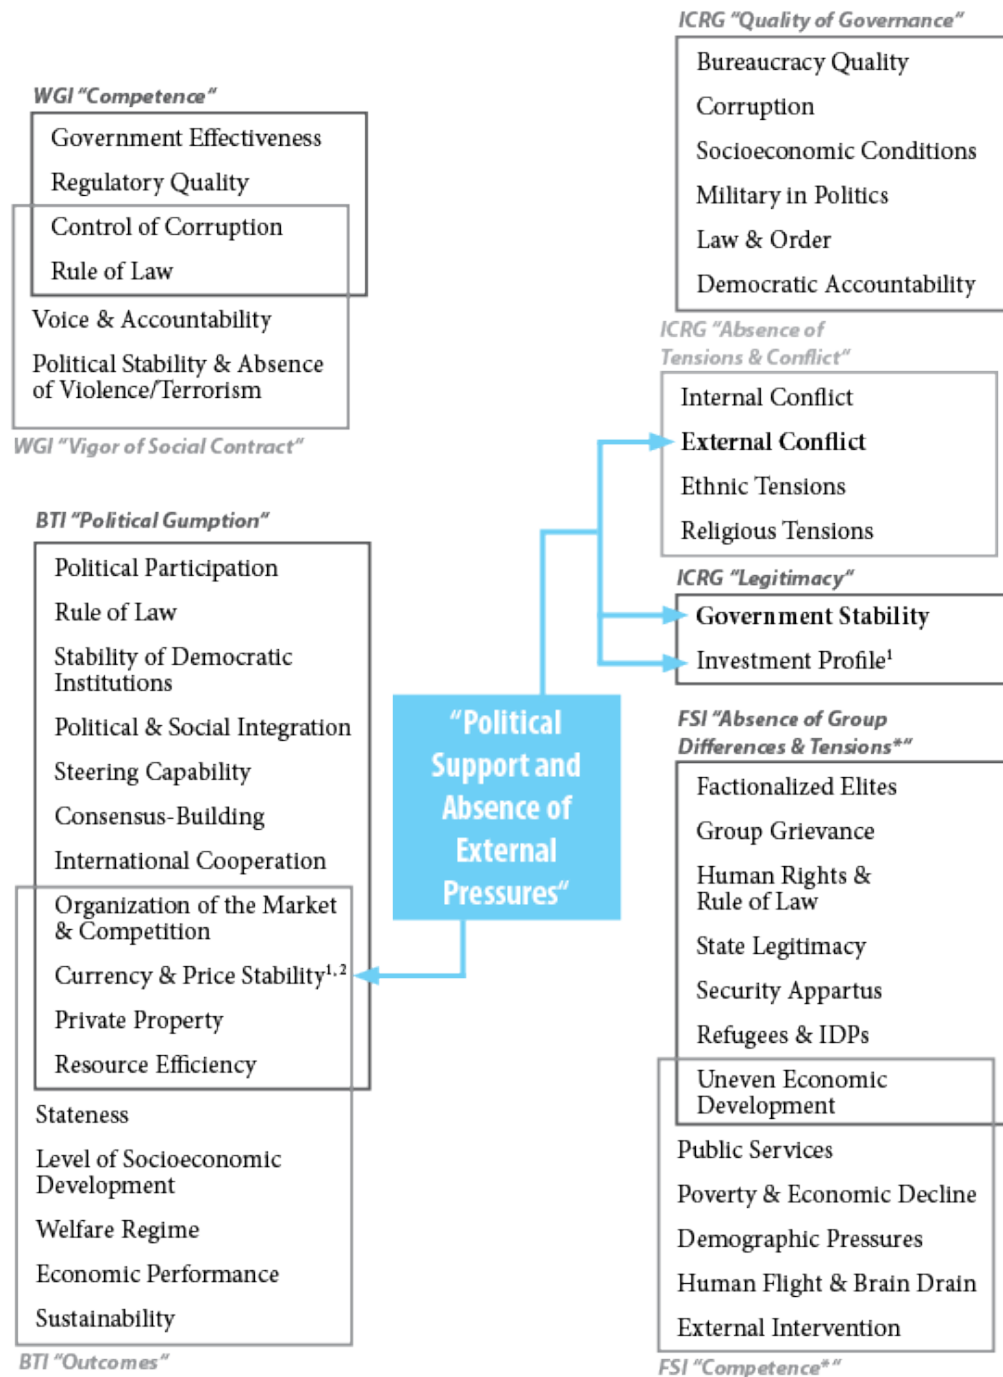 WGI “Competence“
Government Effectiveness
Regulatory Quality
Control of Corruption
Rule of Law
Voice & Accountability
Political Stability & Absence
of Violence/Terrorism
WGI “Vigor of Social Contract“
BTI “Political Gumption“
Political Participation
Rule of Law
Stability of Democratic
Institutions
Political & Social Integration
Steering Capability
Consensus-Building
International Cooperation
Organization of the Market
& Competition
Currency & Price Stability¹,²
Private Property
Resource Efficiency
Stateness
Level of Socioeconomic
Development
Welfare Regime
Economic Performance
Sustainability
BTI “Outcomes“
“Political
Support and
Absence of
External
Pressures“
ICRG “Quality of Governance“
Bureaucracy Quality
Corruption
Socioeconomic Conditions
Military in Politics
Law & Order
Democratic Accountability
ICRG “Absence of
Tensions & Conflict“
Internal Conflict
External Conflict
Ethnic Tensions
Religious Tensions
ICRG “Legitimacy“
Government Stability
Investment Profile¹
FSI “Absence of Group
Differences & Tensions*“
Factionalized Elites
Group Grievance
Human Rights &
Rule of Law
State Legitimacy
Security Appartus
Refugees & IDPs
Uneven Economic
Development
Public Services
Poverty & Economic Decline
Demographic Pressures
Human Flight & Brain Drain
External Intervention
FSI “Competence*“